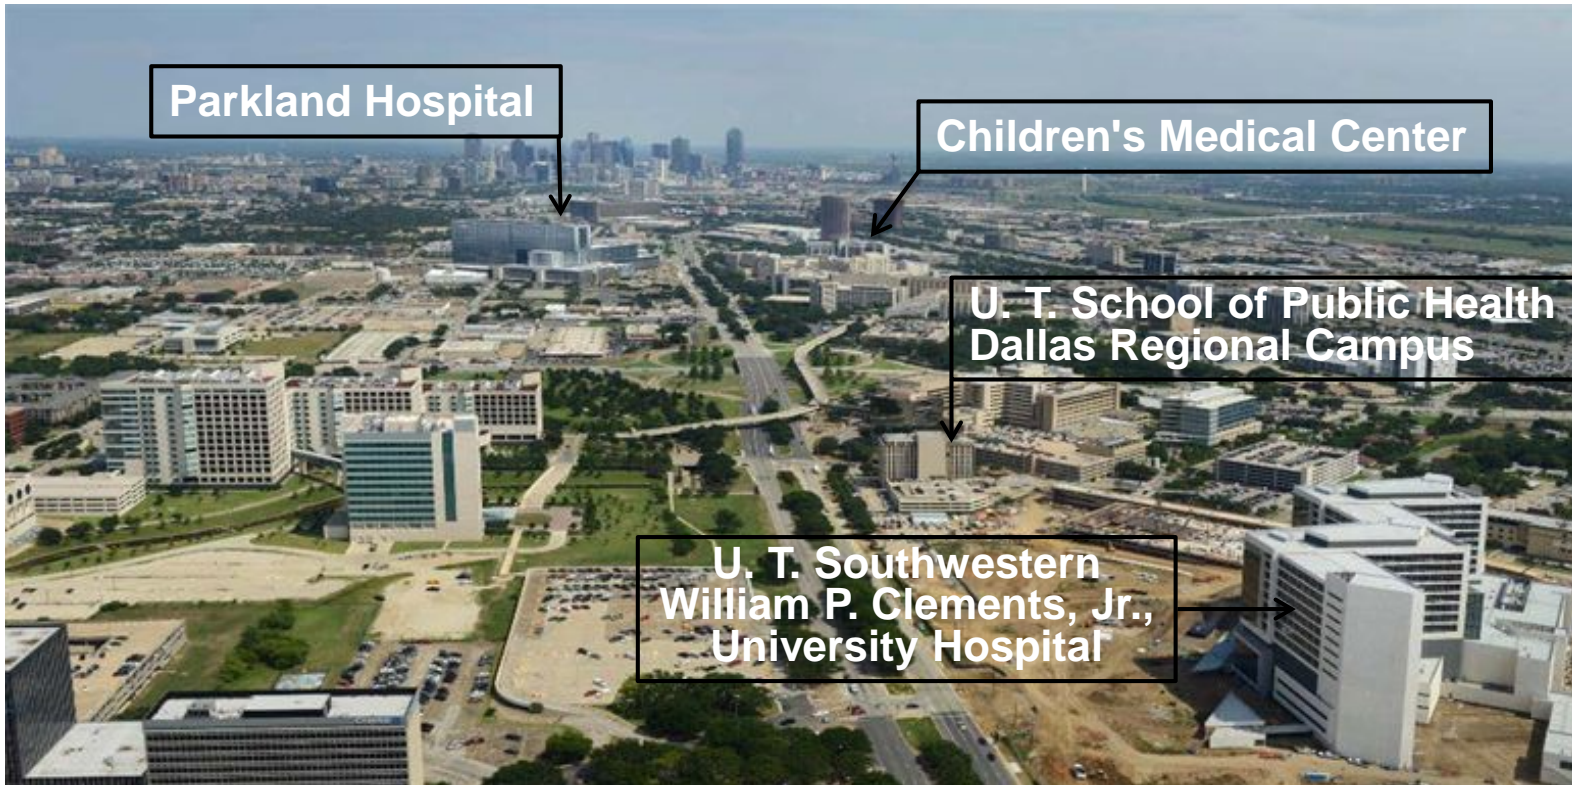 Parkland Hospital
Children's Medical Center
U. T. School of Public Health
Dallas Regional Campus
U. T. Southwestern
William P. Clements, Jr.,
University Hospital